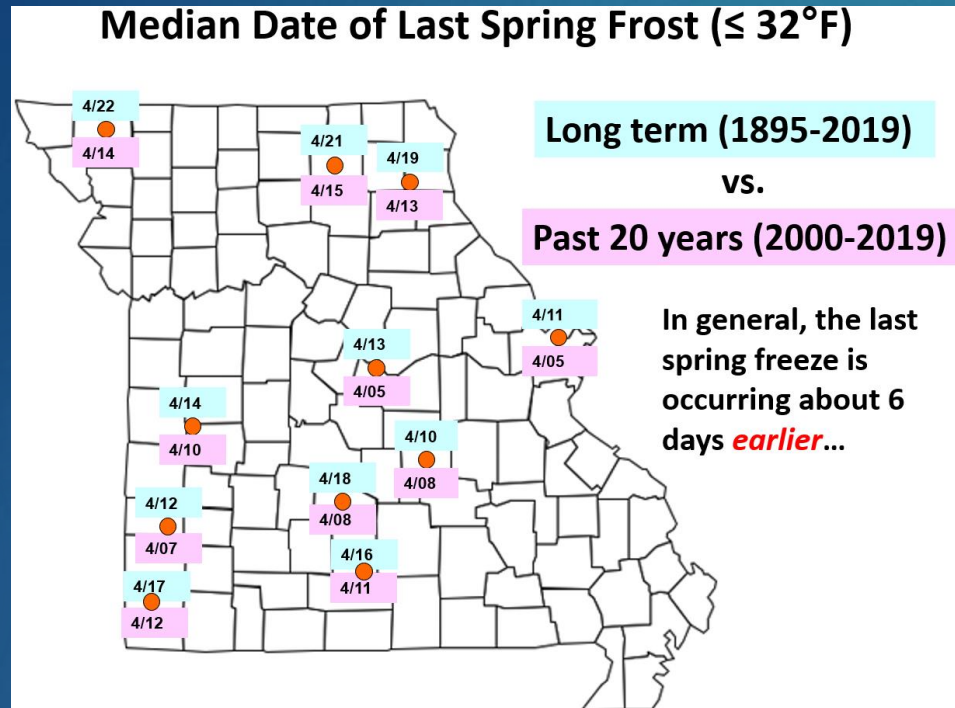 Median Date of Last Spring Frost (≤ 32°F)
4/22
4/14
4/21
4/15
4/19
4/13
Long term (1895-2019)
vs.
Past 20 years (2000-2019)
4/11
4/05
In general, the last
spring freeze is
occurring about 6
days earlier...
4/13
4/05
4/14
4/10
4/10
4/08
4/18
4/08
4/12
4/07
4/16
4/11
4/17
4/12